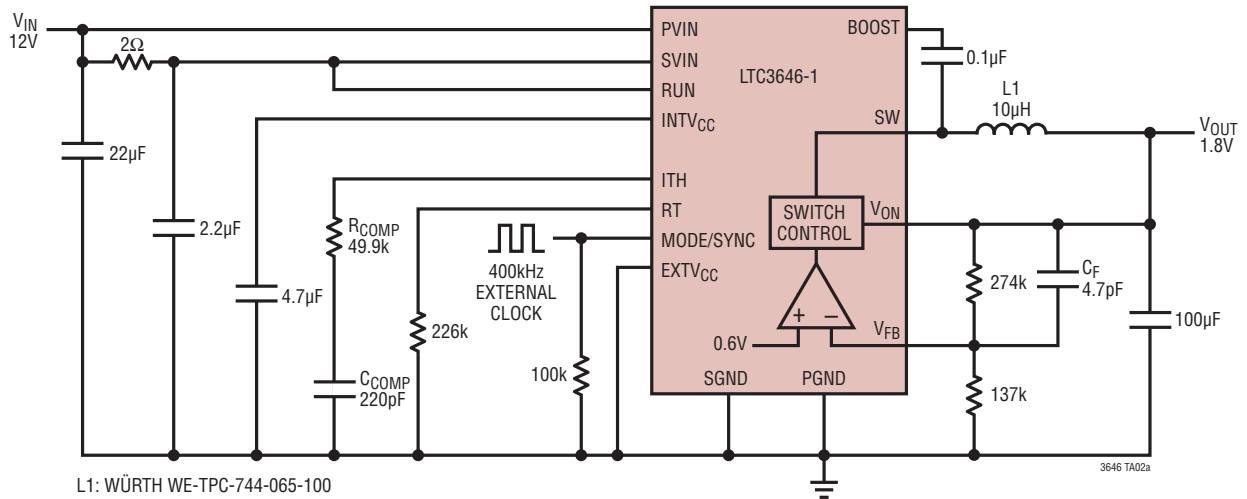 VIN
12V
2Ω
22µF
2.2µF
4.7µF
RCOMP
49.9k
CCOMP
220pF
226k
400kHz
EXTERNAL
CLOCK
100k
PVIN
SVIN
RUN
INTVCC
ITH
RT
MODE/SYNC
EXTVCC
LTC3646-1
BOOST
SW
SWITCH
CONTROL
VON
+ –
0.6V
VFB
SGND
PGND
0.1µF
L1
10µH
VOUT
1.8V
274k
CF
4.7pF
100µF
137k
3646 TA02a
L1: WÜRTH WE-TPC-744-065-100